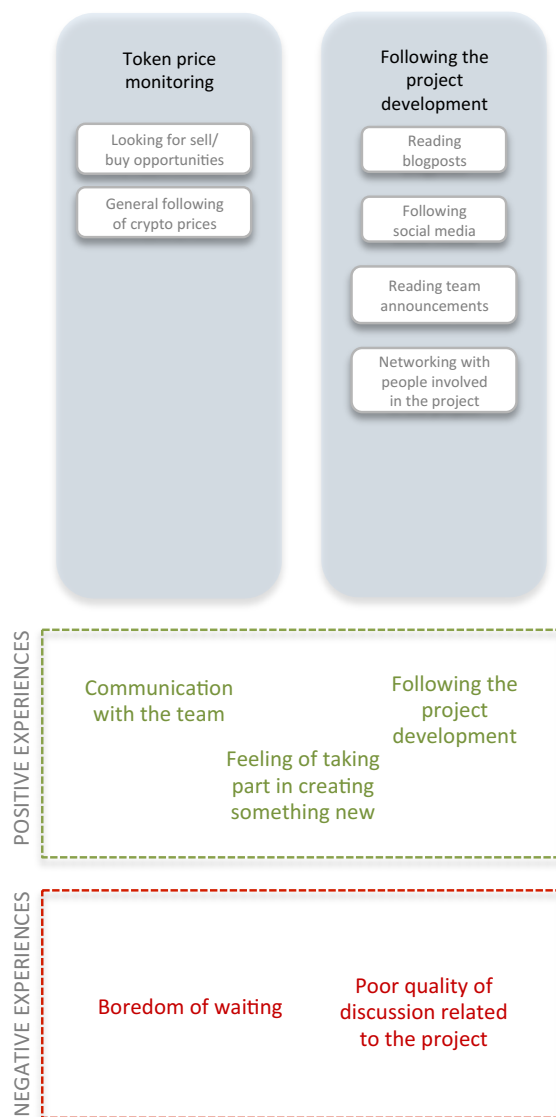 Token price
monitoring
Looking for sell/
buy opportunities
General following
of crypto prices
Following the
project
development
Reading
blogposts
Following
social media
Reading team
announcements
Networking with
people involved
in the project
POSITIVE EXPERIENCES
Communication
with the team
Feeling of taking
part in creating
something new
Following the
project
development
NEGATIVE EXPERIENCES
Boredom of waiting
Poor quality of
discussion related
to the project